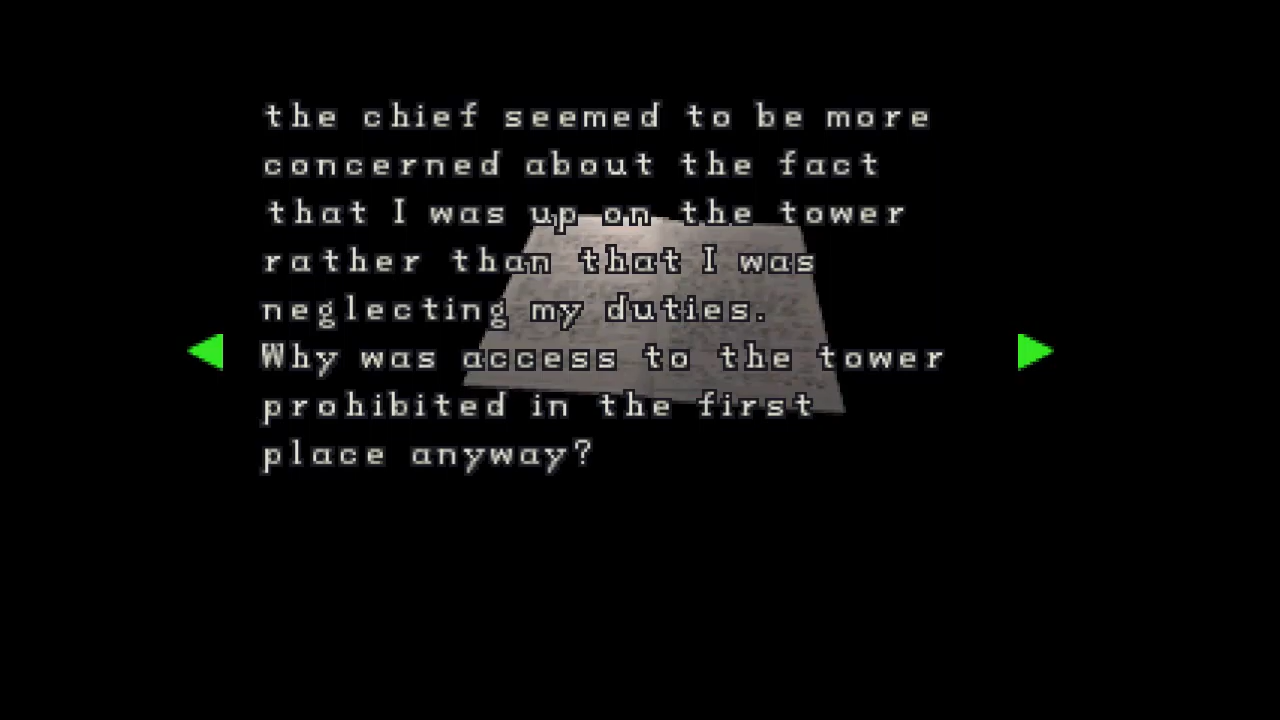 the chief seemed to be more
concerned about the fact
that I was up on the tower
rather than that I was
neglecting my duties.
Why was access to the tower
prohibited in the first
place anyway?